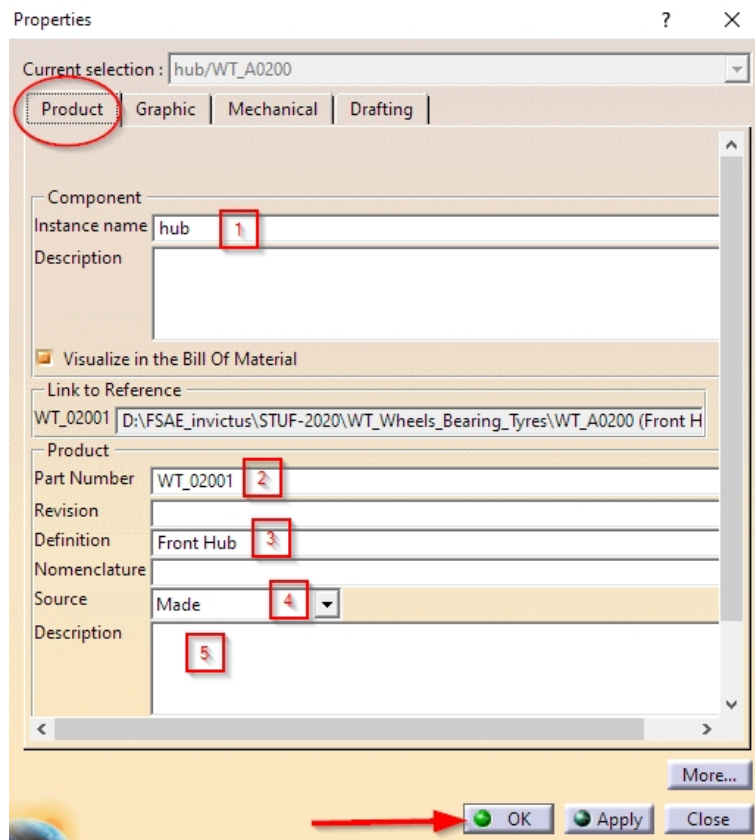 Properties ?
Current selection : hub/WT_A0200
Product Graphic Mechanical Drafting
Component
Instance name hub 1
Description
Visualize in the Bill Of Material
Link to Reference
WT_02001 D:\FSAE_invictus\STUF-2020\WT_Wheels_Bearing_Tyres\WT_A0200 (Front H
Product
Part Number WT_02001 2
Revision
Definition Front Hub 3
Nomenclature
Source Made 4
Description
5
More...
OK Apply Close